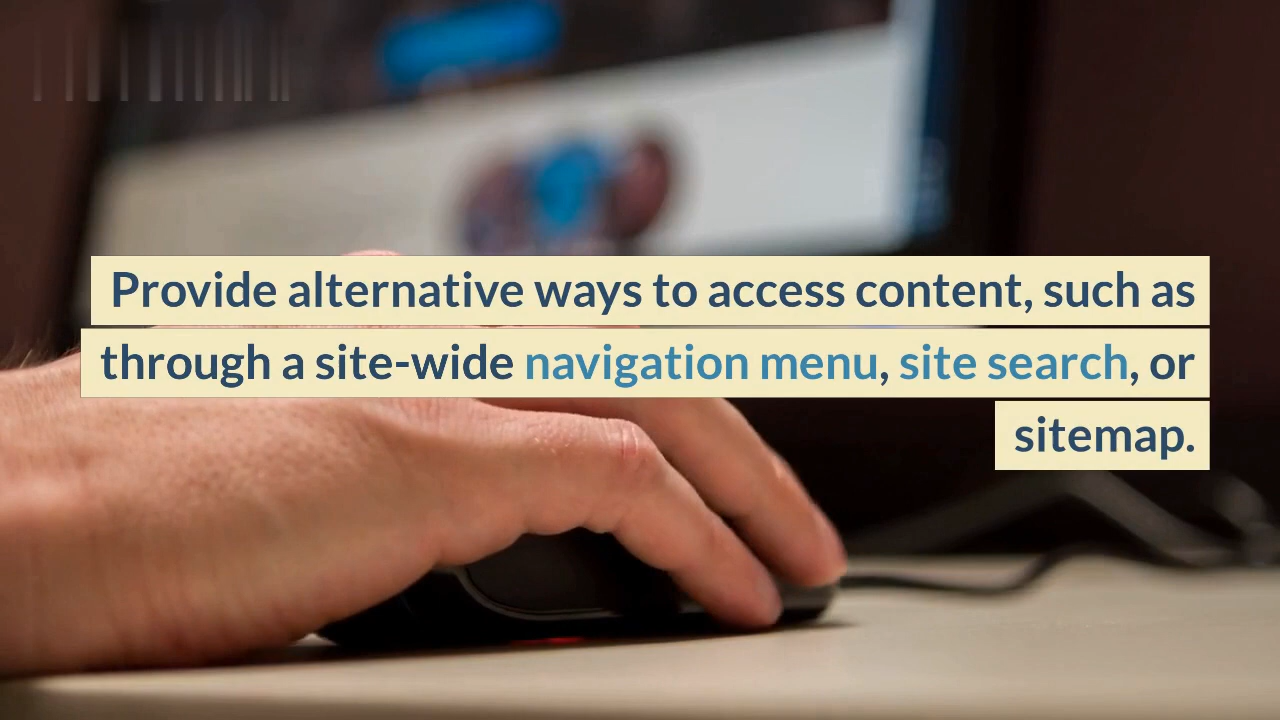 Provide alternative ways to access content, such as
through a site-wide navigation menu, site search, or
sitemap.